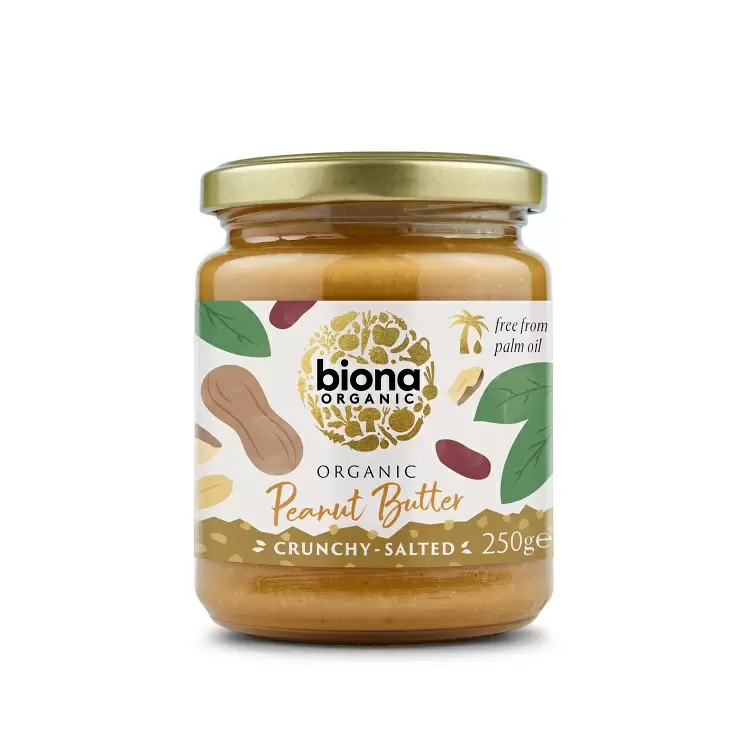 free from
palm oil
biona
ORGANIC
ORGANIC
Peanut Butter
CRUNCHY-SALTED
250g℮